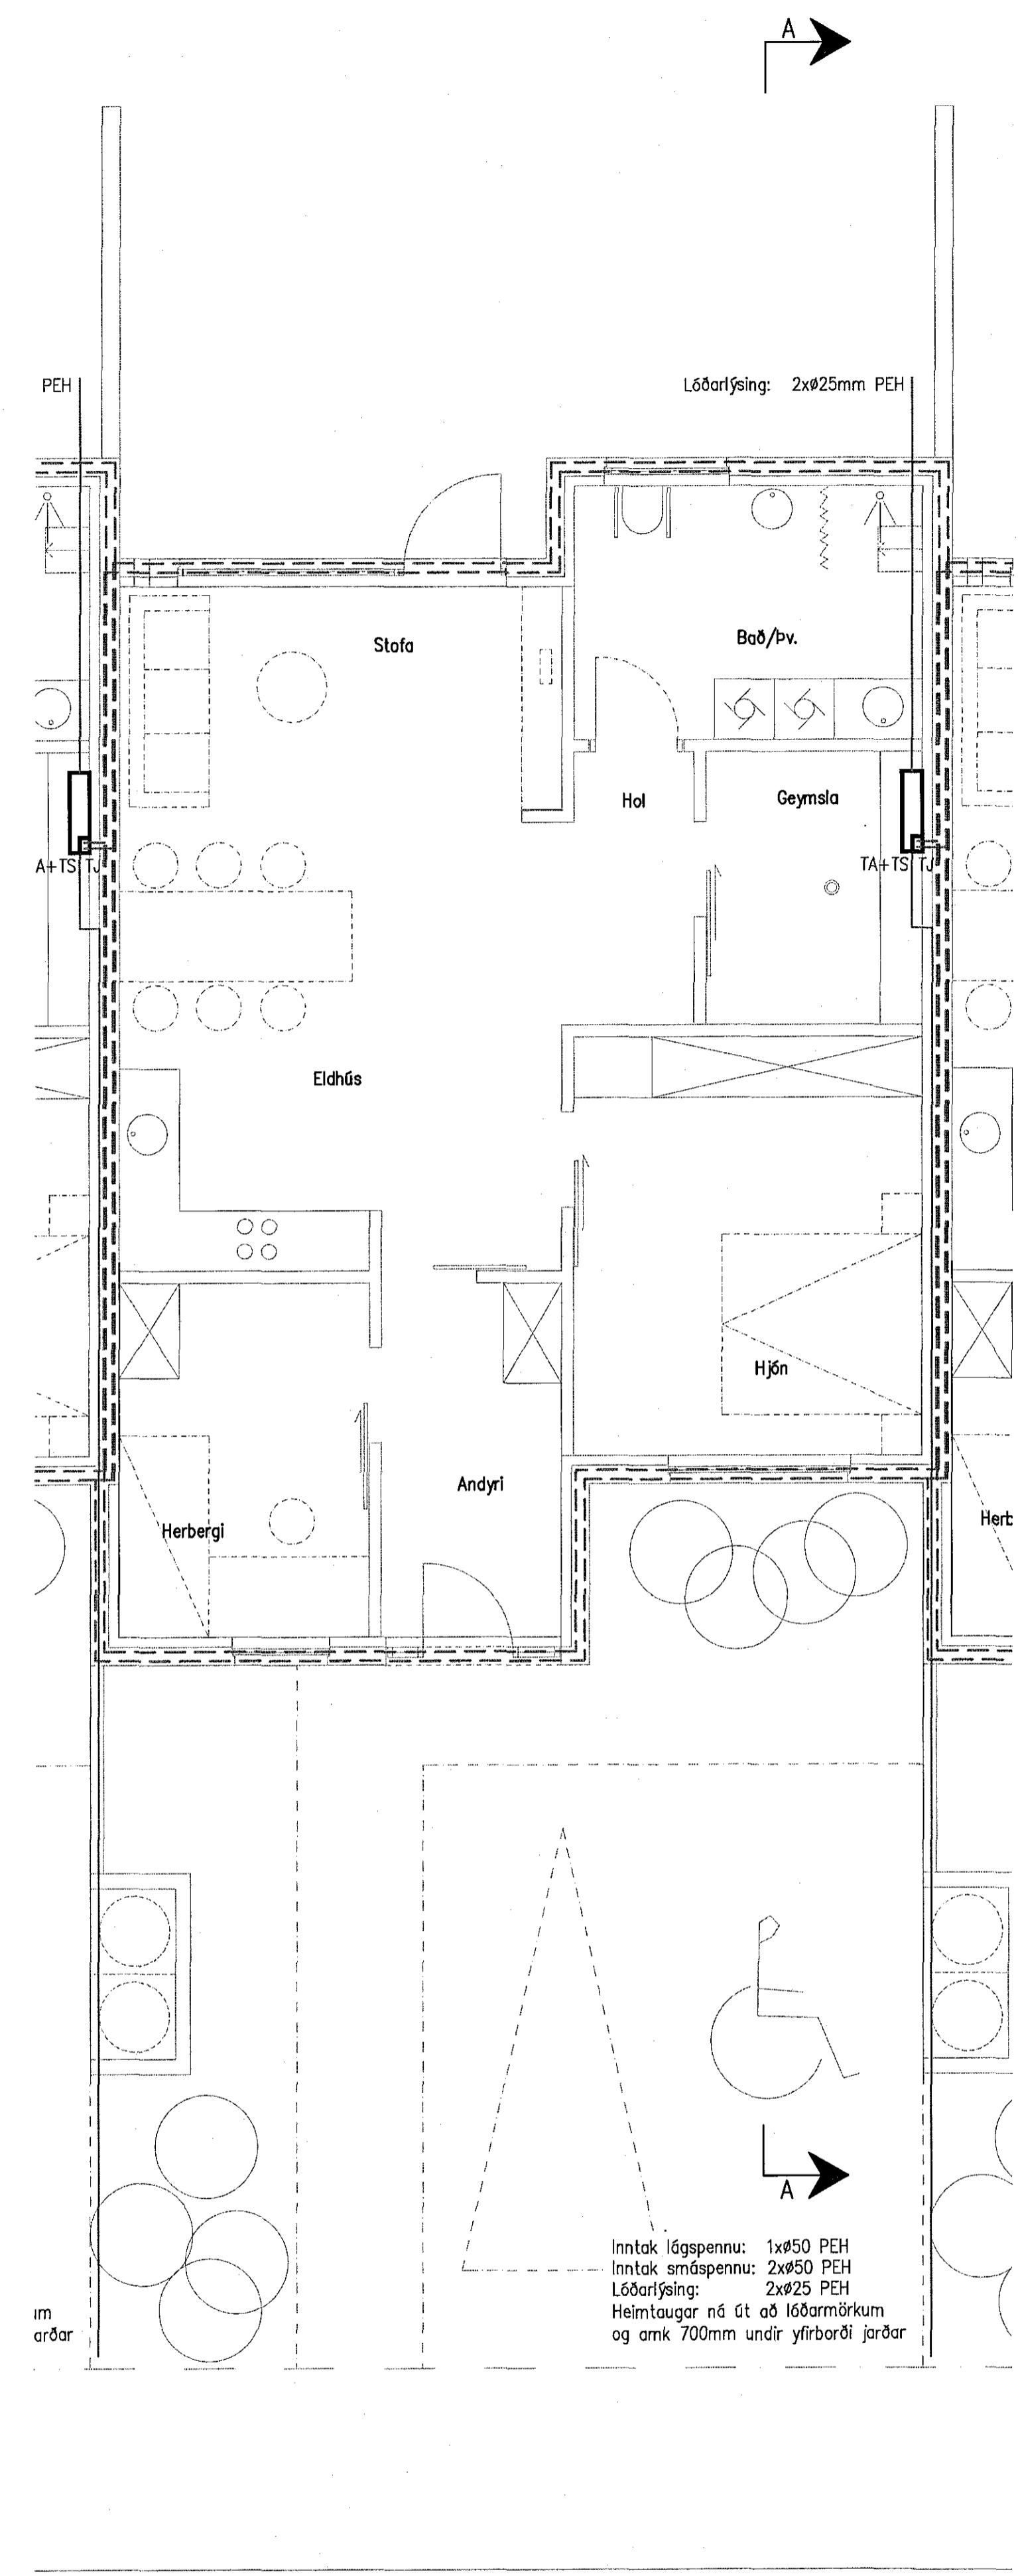 A
PEH
Lóðarlýsing: 2xø25mm PEH
Stofa
Bað/Þv.
Hol
Geymsla
A+TS TJ
TA+TS TJ
Eldhús
Hjón
Andyri
Herbergi
Herb
A
Inntak lágspennu: 1xø50 PEH
Inntak smáspennu: 2xø50 PEH
Lóðarlýsing: 2xø25 PEH
Heimtaugar ná út að lóðarmörkum
og amk 700mm undir yfirborði jarðar
m
arðar